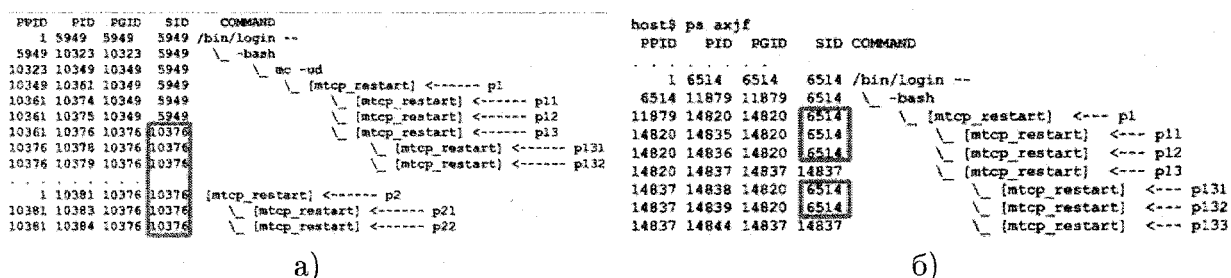 PPID PID PGID SID COMMAND
1 5949 5949 5949 /bin/login --
5949 10323 10323 5949 \_ -bash
10323 10349 10349 5949 \_ mc -ud
10349 10361 10349 5949 \_ [mtcp_restart] <------ p1
10361 10374 10349 5949 \_ [mtcp_restart] <------ p11
10361 10375 10349 5949 \_ [mtcp_restart] <------ p12
10361 10376 10376 10376 \_ [mtcp_restart] <------ p13
10376 10378 10376 10376 \_ [mtcp_restart] <------ p131
10376 10379 10376 10376 \_ [mtcp_restart] <------ p132
. . . . . . .
1 10381 10376 10376 [mtcp_restart] <------ p2
10381 10383 10376 10376 \_ [mtcp_restart] <------ p21
10381 10384 10376 10376 \_ [mtcp_restart] <------ p22
а)
host$ ps axjf
PPID PID PGID SID COMMAND
. . . . . . .
1 6514 6514 6514 /bin/login --
6514 11879 11879 6514 \_ -bash
11879 14820 14820 6514 \_ [mtcp_restart] <--- p1
14820 14835 14820 6514 \_ [mtcp_restart] <--- p11
14820 14836 14820 6514 \_ [mtcp_restart] <--- p12
14820 14837 14837 14837 \_ [mtcp_restart] <--- p13
14837 14838 14820 6514 \_ [mtcp_restart] <--- p131
14837 14839 14820 6514 \_ [mtcp_restart] <--- p132
14837 14844 14837 14837 \_ [mtcp_restart] <--- p133
б)